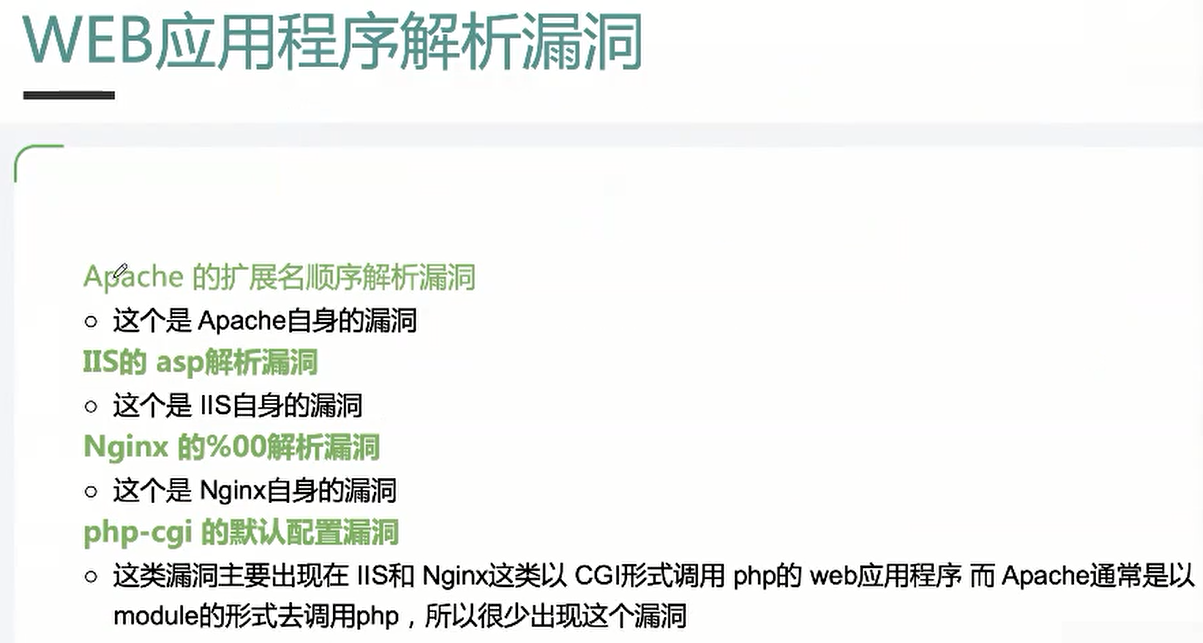 WEB应用程序解析漏洞
Apache 的扩展名顺序解析漏洞
○ 这个是 Apache自身的漏洞
IIS的 asp解析漏洞
○ 这个是 IIS自身的漏洞
Nginx 的%00解析漏洞
○ 这个是 Nginx自身的漏洞
php-cgi 的默认配置漏洞
○ 这类漏洞主要出现在 IIS和 Nginx这类以 CGI形式调用 php的 web应用程序 而 Apache通常是以
module的形式去调用php，所以很少出现这个漏洞